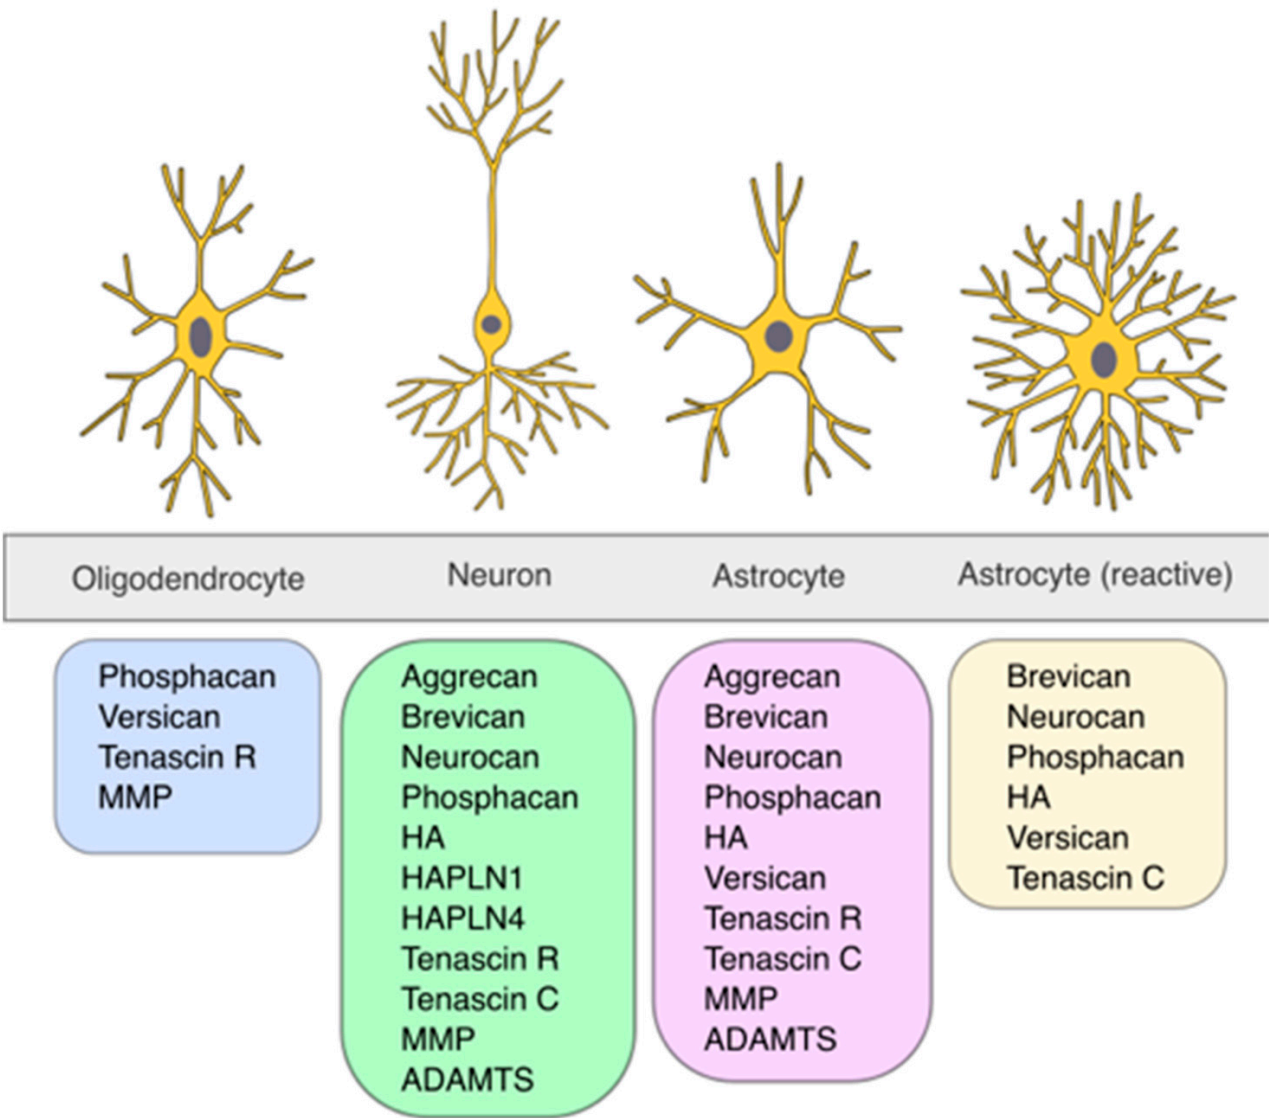 Oligodendrocyte
Neuron
Astrocyte
Astrocyte (reactive)
Phosphacan
Versican
Tenascin R
MMP
Aggrecan
Brevican
Neurocan
Phosphacan
HA
HAPLN1
HAPLN4
Tenascin R
Tenascin C
MMP
ADAMTS
Aggrecan
Brevican
Neurocan
Phosphacan
HA
Versican
Tenascin R
Tenascin C
MMP
ADAMTS
Brevican
Neurocan
Phosphacan
HA
Versican
Tenascin C